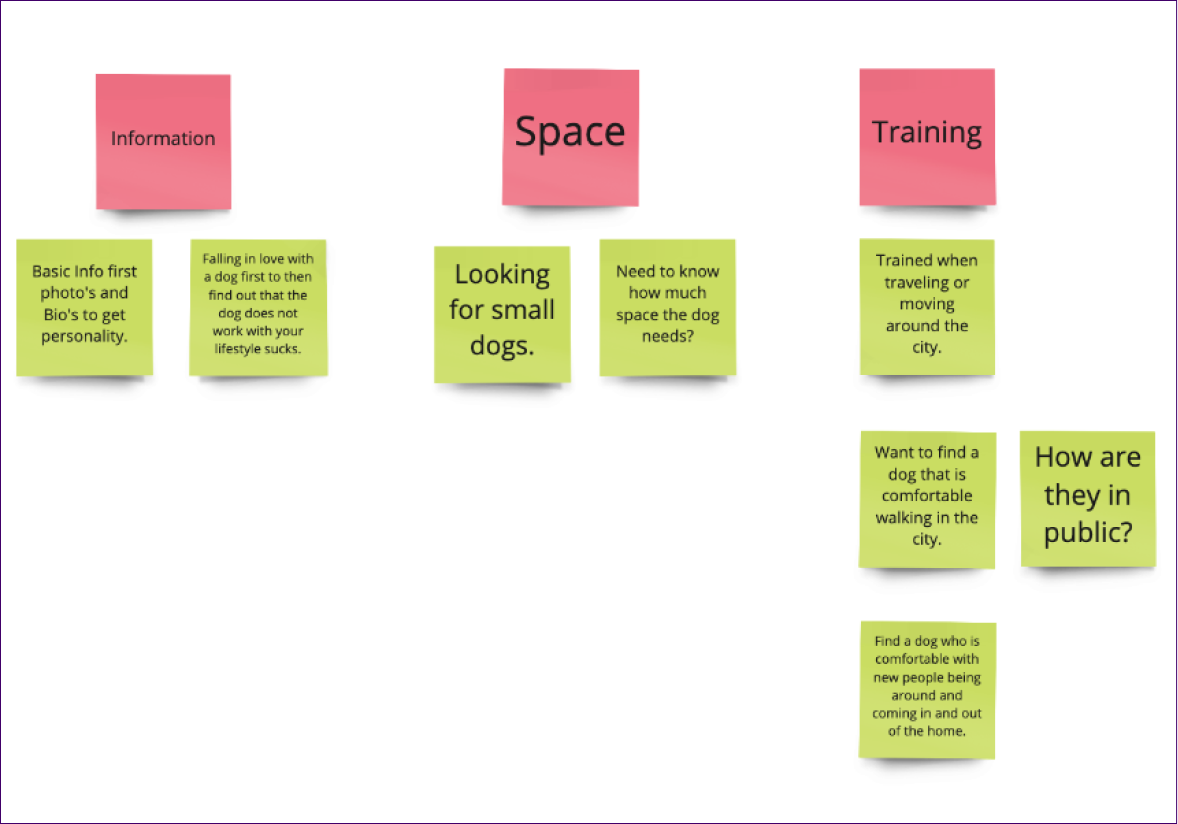 Information
Space
Training
Basic Info first
photo's and
Bio's to get
personality.
Falling in love with
a dog first to then
find out that the
dog does not
work with your
lifestyle sucks.
Looking
for small
dogs.
Need to know
how much
space the dog
needs?
Trained when
traveling or
moving
around the
city.
Want to find a
dog that is
comfortable
walking in the
city.
How are
they in
public?
Find a dog who is
comfortable with
new people being
around and
coming in and out
of the home.